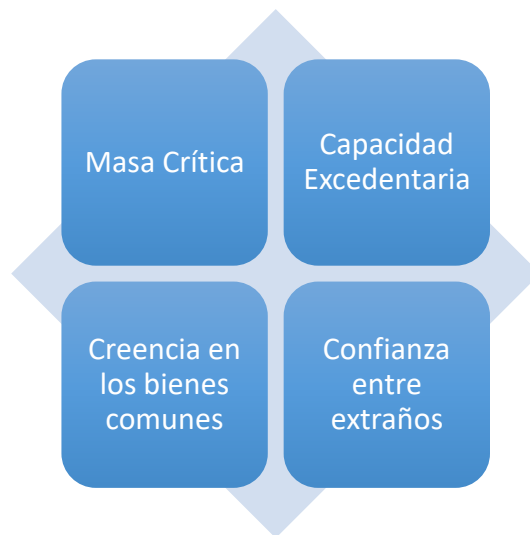 Masa Crítica
Capacidad
Excedentaria
Creencia en
los bienes
comunes
Confianza
entre
extraños